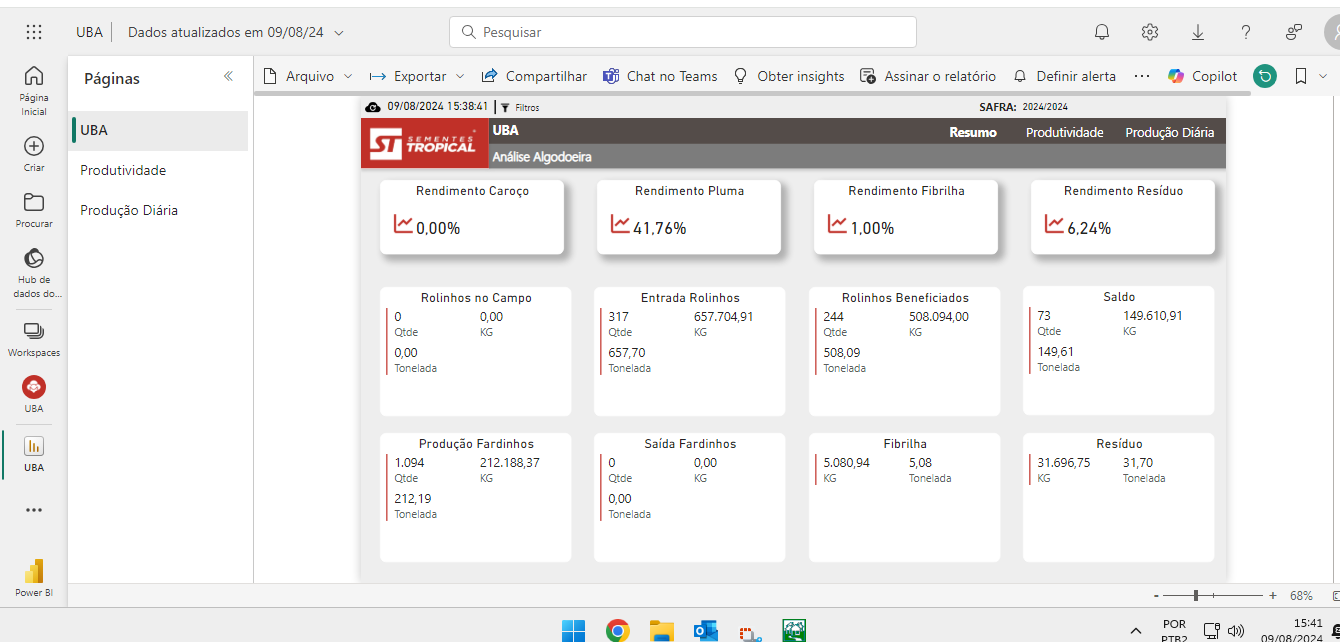 UBA
Dados atualizados em 09/08/24
Pesquisar
Página
Inicial
Criar
Procurar
Hub de
dados do...
Workspaces
UBA
UBA
Power BI
Páginas
UBA
Produtividade
Produção Diária
Arquivo
Exportar
Compartilhar
Chat no Teams
Obter insights
Assinar o relatório
Definir alerta
Copilot
09/08/2024 15:38:41
Filtros
SAFRA: 2024/2024
ST SEMENTES
TROPICAL
UBA
Análise Algodoeira
Resumo
Produtividade
Produção Diária
Rendimento Caroço
0,00%
Rendimento Pluma
41,76%
Rendimento Fibrilha
1,00%
Rendimento Resíduo
6,24%
Rolinhos no Campo
0 0,00
Qtde KG
0,00
Tonelada
Entrada Rolinhos
317 657.704,91
Qtde KG
657,70
Tonelada
Rolinhos Beneficiados
244 508.094,00
Qtde KG
508,09
Tonelada
Saldo
73 149.610,91
Qtde KG
149,61
Tonelada
Produção Fardinhos
1.094 212.188,37
Qtde KG
212,19
Tonelada
Saída Fardinhos
0 0,00
Qtde KG
0,00
Tonelada
Fibrilha
5.080,94 5,08
KG Tonelada
Resíduo
31.696,75 31,70
KG Tonelada
- + 68%
POR
PTB2
15:41
09/08/2024